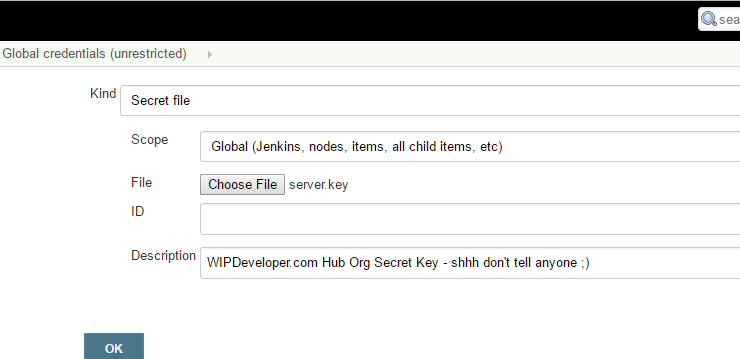 sea
Global credentials (unrestricted)
Kind
Secret file
Scope
Global (Jenkins, nodes, items, all child items, etc)
File
Choose File server.key
ID
Description
WIPDeveloper.com Hub Org Secret Key - shhh don't tell anyone ;)
OK